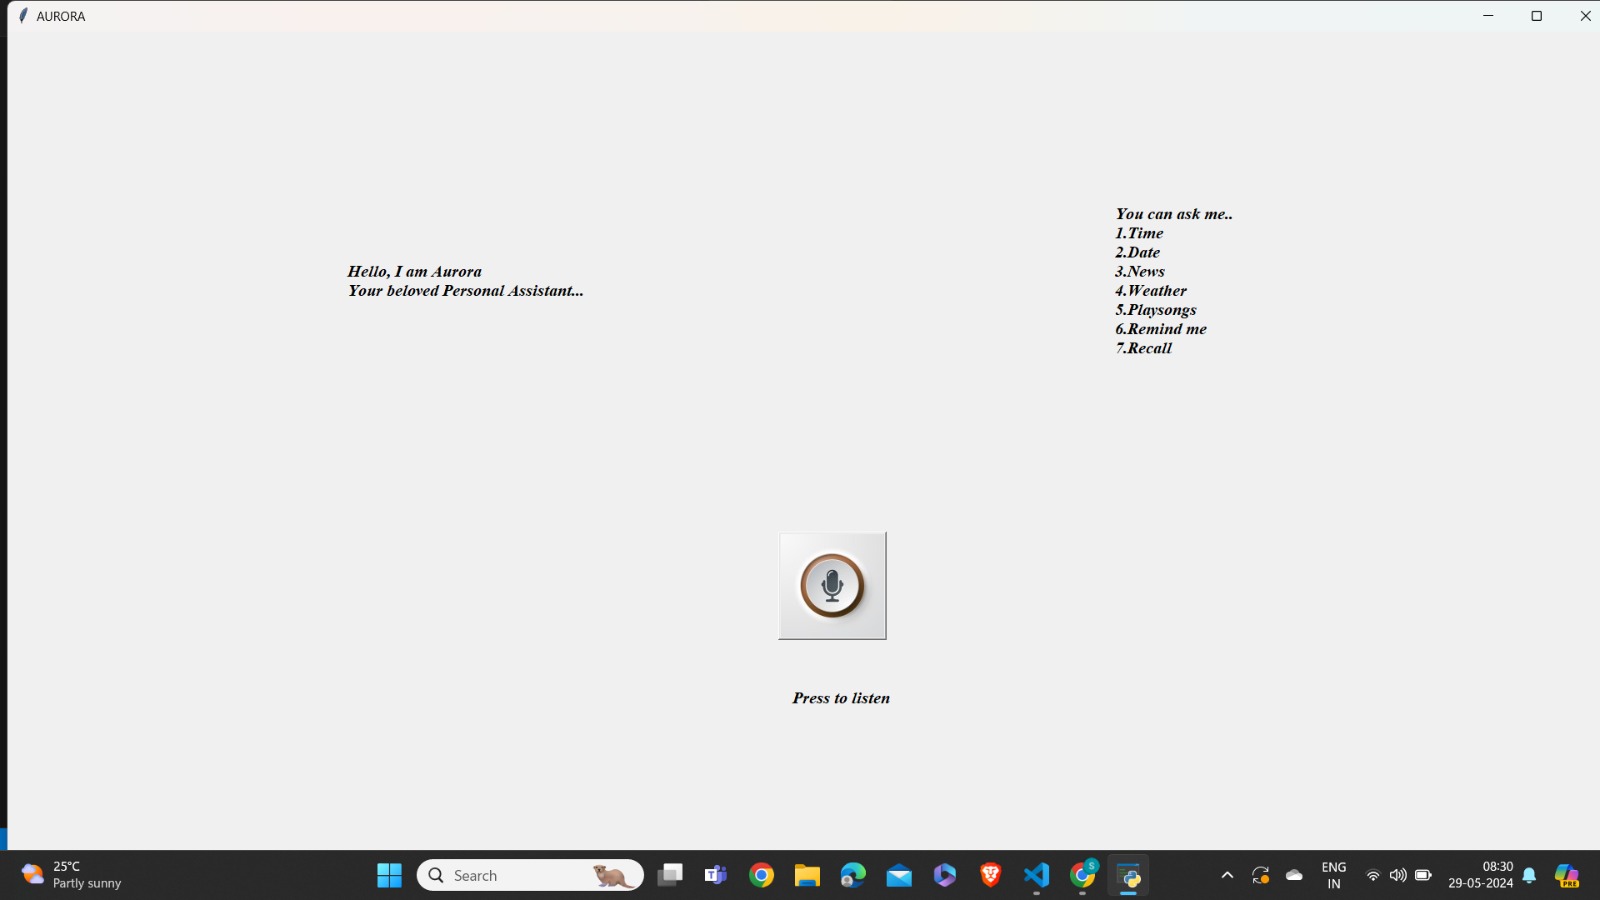 AURORA
You can ask me..
1.Time
2.Date
3.News
4.Weather
5.Playsongs
6.Remind me
7.Recall
Hello, I am Aurora
Your beloved Personal Assistant...
Press to listen
25°C
Partly sunny
Search
T
S
ENG
IN
08:30
29-05-2024
PRE